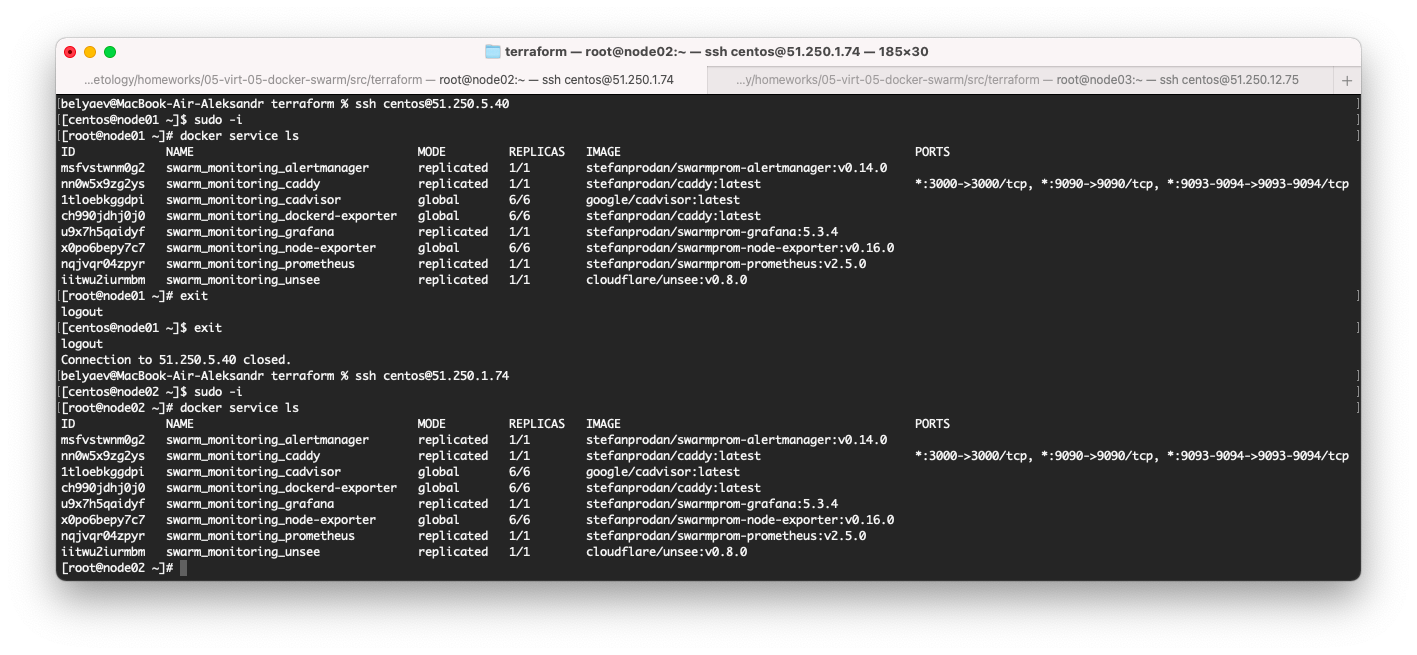 terraform — root@node02:~ — ssh centos@51.250.1.74 — 185×30
...etology/homeworks/05-virt-05-docker-swarm/src/terraform — root@node02:~ — ssh centos@51.250.1.74
...y/homeworks/05-virt-05-docker-swarm/src/terraform — root@node03:~ — ssh centos@51.250.12.75
+
[belyaev@MacBook-Air-Aleksandr terraform % ssh centos@51.250.5.40 ]
[[centos@node01 ~]$ sudo -i ]
[[root@node01 ~]# docker service ls ]
ID NAME MODE REPLICAS IMAGE PORTS
msfvstwnm0g2 swarm_monitoring_alertmanager replicated 1/1 stefanprodan/swarmprom-alertmanager:v0.14.0
nn0w5x9zg2ys swarm_monitoring_caddy replicated 1/1 stefanprodan/caddy:latest *:3000->3000/tcp, *:9090->9090/tcp, *:9093-9094->9093-9094/tcp
1tloebkggdpi swarm_monitoring_cadvisor global 6/6 google/cadvisor:latest
ch990jdhj0j0 swarm_monitoring_dockerd-exporter global 6/6 stefanprodan/caddy:latest
u9x7h5qaidyf swarm_monitoring_grafana replicated 1/1 stefanprodan/swarmprom-grafana:5.3.4
x0po6bepy7c7 swarm_monitoring_node-exporter global 6/6 stefanprodan/swarmprom-node-exporter:v0.16.0
nqjvqr04zpyr swarm_monitoring_prometheus replicated 1/1 stefanprodan/swarmprom-prometheus:v2.5.0
iitwu2iurmbm swarm_monitoring_unsee replicated 1/1 cloudflare/unsee:v0.8.0
[[root@node01 ~]# exit ]
logout
[[centos@node01 ~]$ exit ]
logout
Connection to 51.250.5.40 closed.
[belyaev@MacBook-Air-Aleksandr terraform % ssh centos@51.250.1.74 ]
[[centos@node02 ~]$ sudo -i ]
[[root@node02 ~]# docker service ls ]
ID NAME MODE REPLICAS IMAGE PORTS
msfvstwnm0g2 swarm_monitoring_alertmanager replicated 1/1 stefanprodan/swarmprom-alertmanager:v0.14.0
nn0w5x9zg2ys swarm_monitoring_caddy replicated 1/1 stefanprodan/caddy:latest *:3000->3000/tcp, *:9090->9090/tcp, *:9093-9094->9093-9094/tcp
1tloebkggdpi swarm_monitoring_cadvisor global 6/6 google/cadvisor:latest
ch990jdhj0j0 swarm_monitoring_dockerd-exporter global 6/6 stefanprodan/caddy:latest
u9x7h5qaidyf swarm_monitoring_grafana replicated 1/1 stefanprodan/swarmprom-grafana:5.3.4
x0po6bepy7c7 swarm_monitoring_node-exporter global 6/6 stefanprodan/swarmprom-node-exporter:v0.16.0
nqjvqr04zpyr swarm_monitoring_prometheus replicated 1/1 stefanprodan/swarmprom-prometheus:v2.5.0
iitwu2iurmbm swarm_monitoring_unsee replicated 1/1 cloudflare/unsee:v0.8.0
[root@node02 ~]#